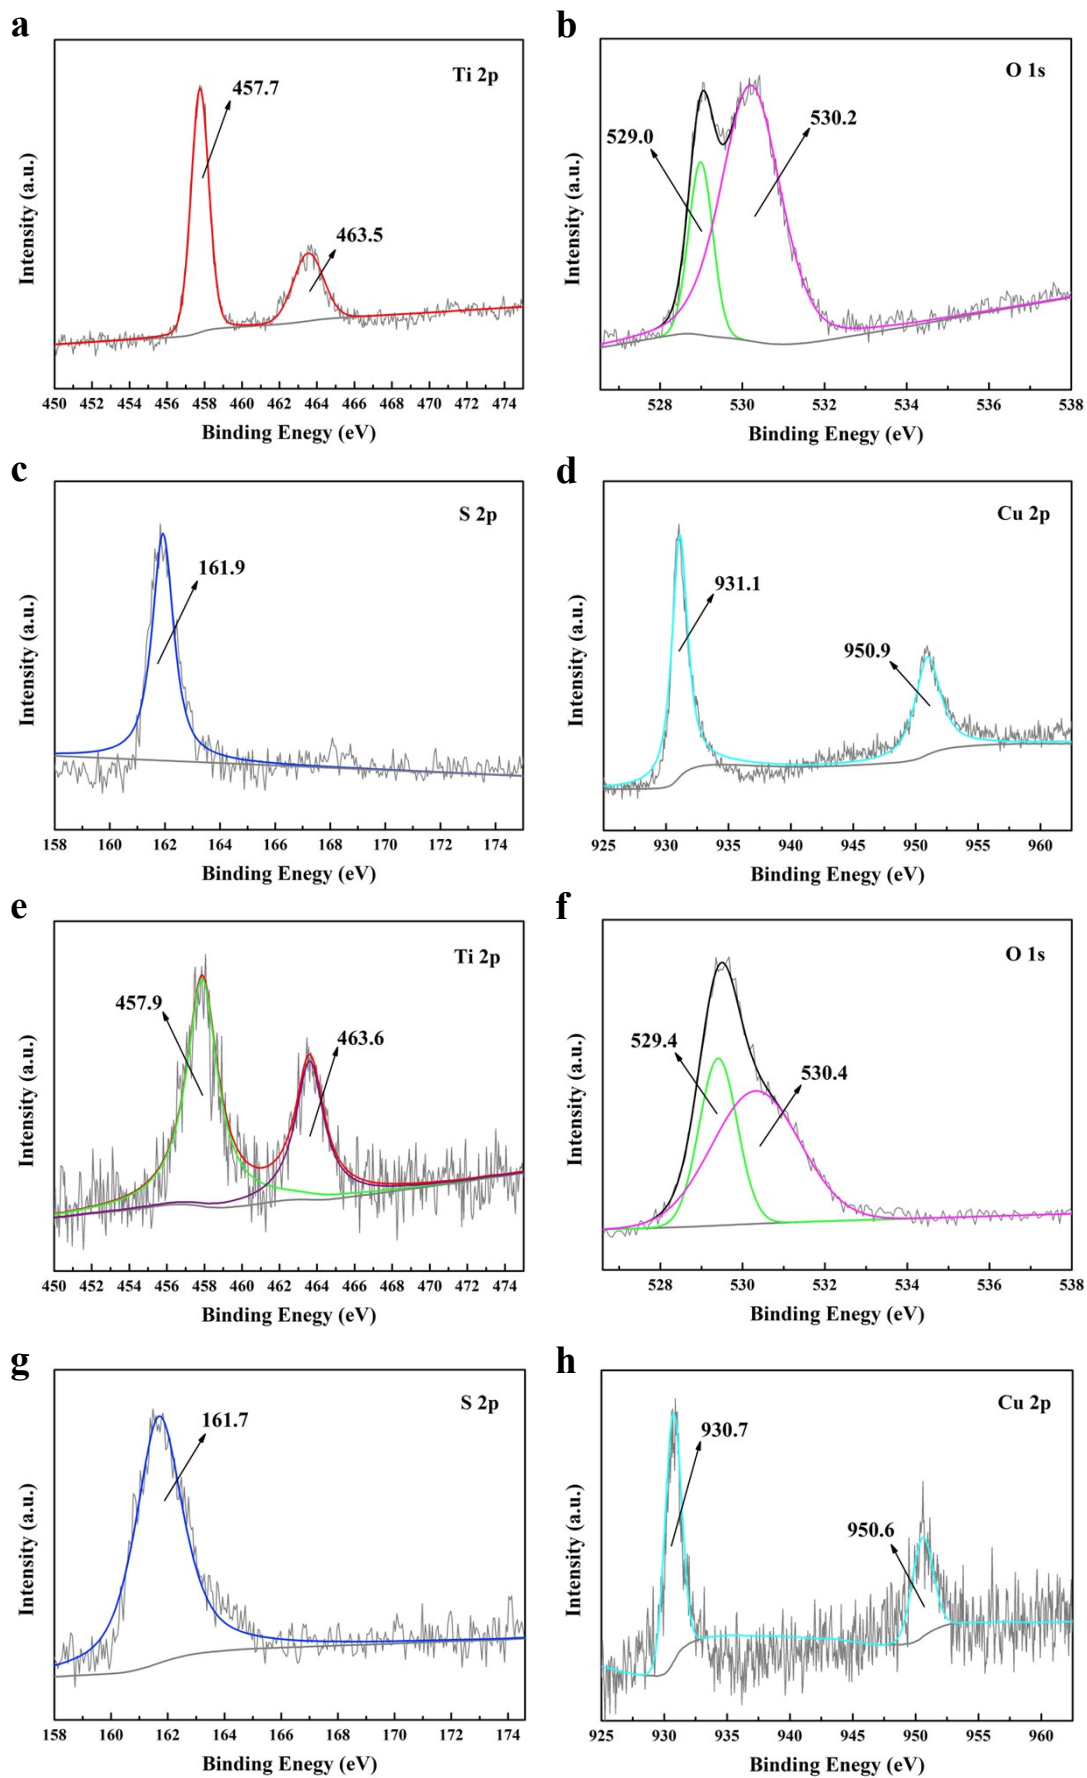 a
Ti 2p
457.7
463.5
Intensity (a.u.)
450 452 454 456 458 460 462 464 466 468 470 472 474
Binding Enegy (eV)
b
O 1s
529.0
530.2
Intensity (a.u.)
528 530 532 534 536 538
Binding Enegy (eV)
c
S 2p
161.9
Intensity (a.u.)
158 160 162 164 166 168 170 172 174
Binding Enegy (eV)
d
Cu 2p
931.1
950.9
Intensity (a.u.)
925 930 935 940 945 950 955 960
Binding Enegy (eV)
e
Ti 2p
457.9
463.6
Intensity (a.u.)
450 452 454 456 458 460 462 464 466 468 470 472 474
Binding Enegy (eV)
f
O 1s
529.4
530.4
Intensity (a.u.)
528 530 532 534 536 538
Binding Enegy (eV)
g
S 2p
161.7
Intensity (a.u.)
158 160 162 164 166 168 170 172 174
Binding Enegy (eV)
h
Cu 2p
930.7
950.6
Intensity (a.u.)
925 930 935 940 945 950 955 960
Binding Enegy (eV)